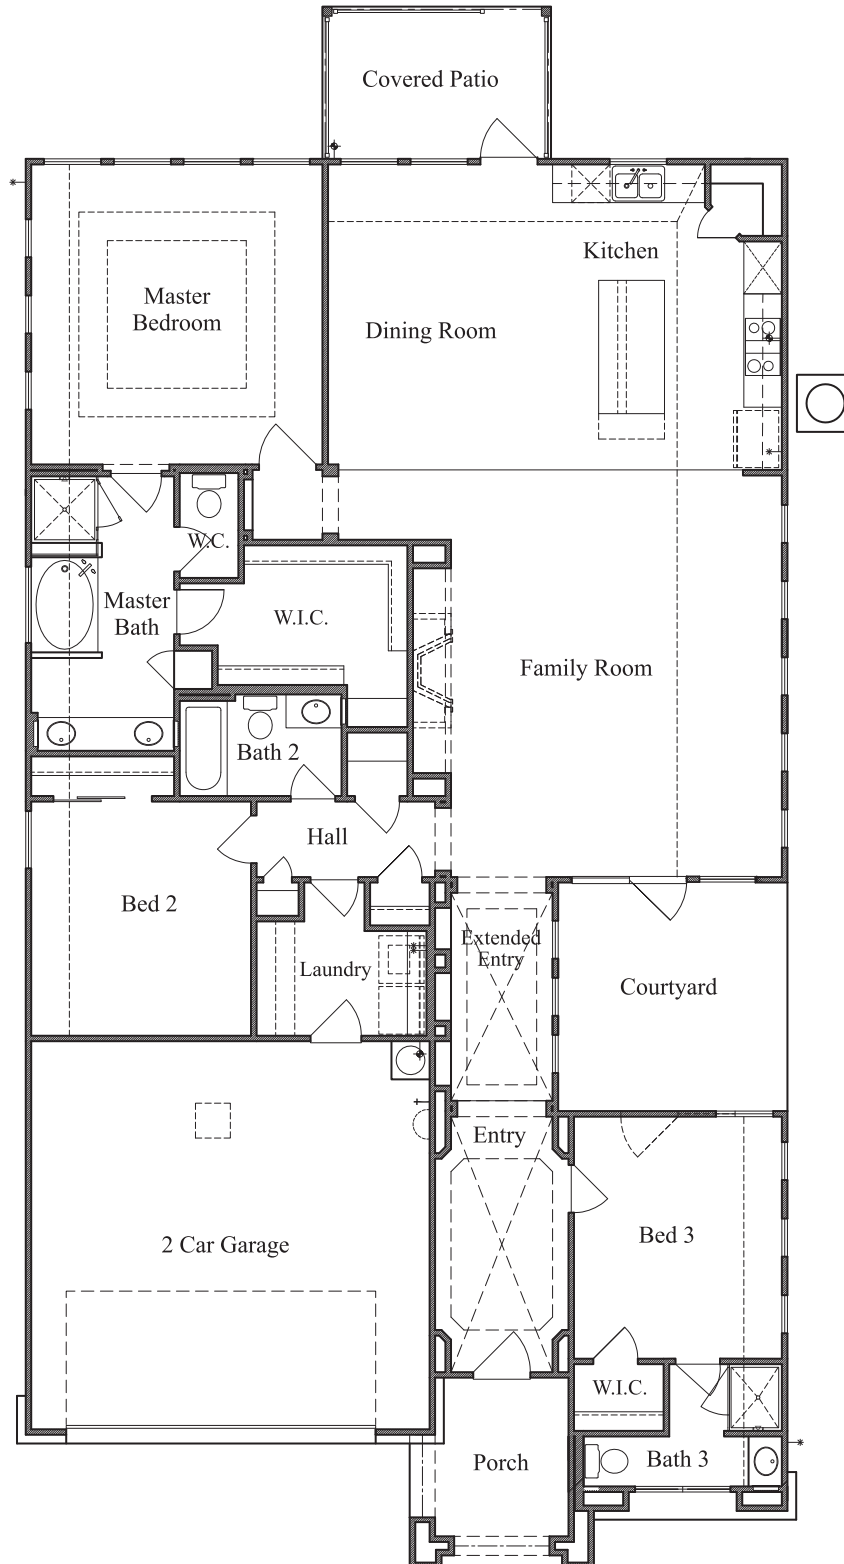 Covered Patio
Kitchen
Master
Bedroom
Dining Room
W.C.
Master
Bath
W.I.C.
Family Room
Bath 2
Hall
Bed 2
Extended
Entry
Laundry
Courtyard
Entry
2 Car Garage
Bed 3
W.I.C.
Bath 3
Porch